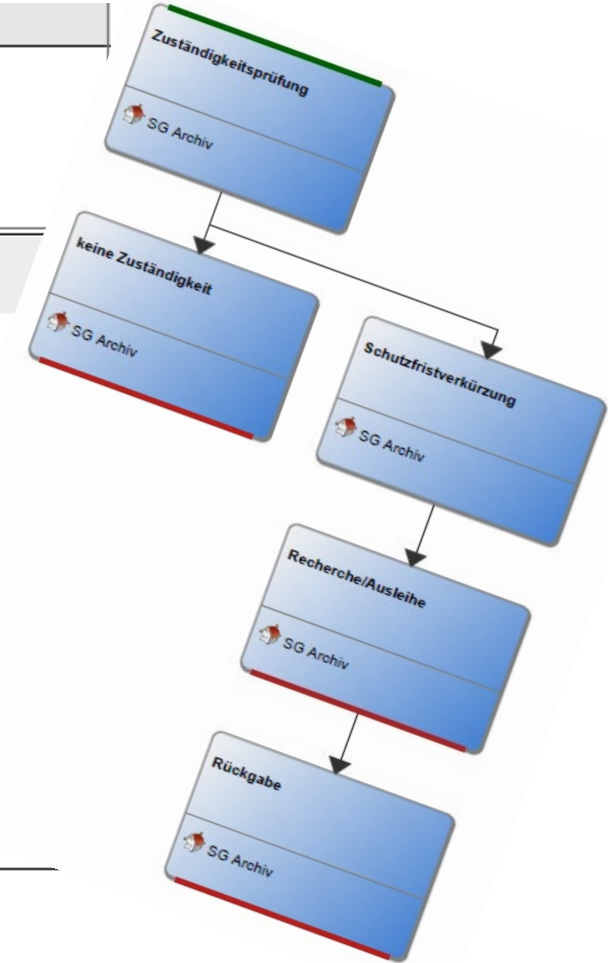 Zuständigkeitsprüfung
SG Archiv
keine Zuständigkeit
SG Archiv
Schutzfristverkürzung
SG Archiv
Recherche/Ausleihe
SG Archiv
Rückgabe
SG Archiv